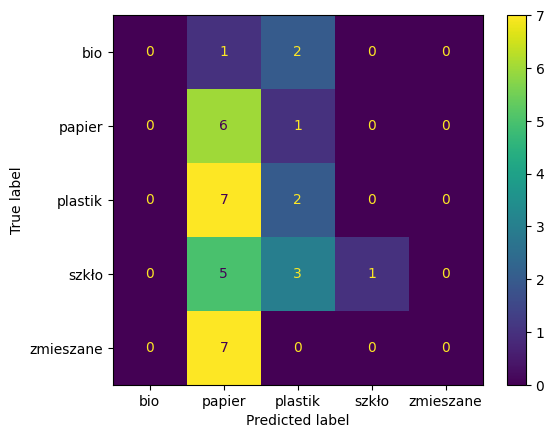 bio 0 1 2 0 0 7
6
papier 0 6 1 0 0 5
4
True label
plastik 0 7 2 0 0
3
szkło 0 5 3 1 0 2
1
zmieszane 0 7 0 0 0
0
bio papier plastik szkło zmieszane
Predicted label